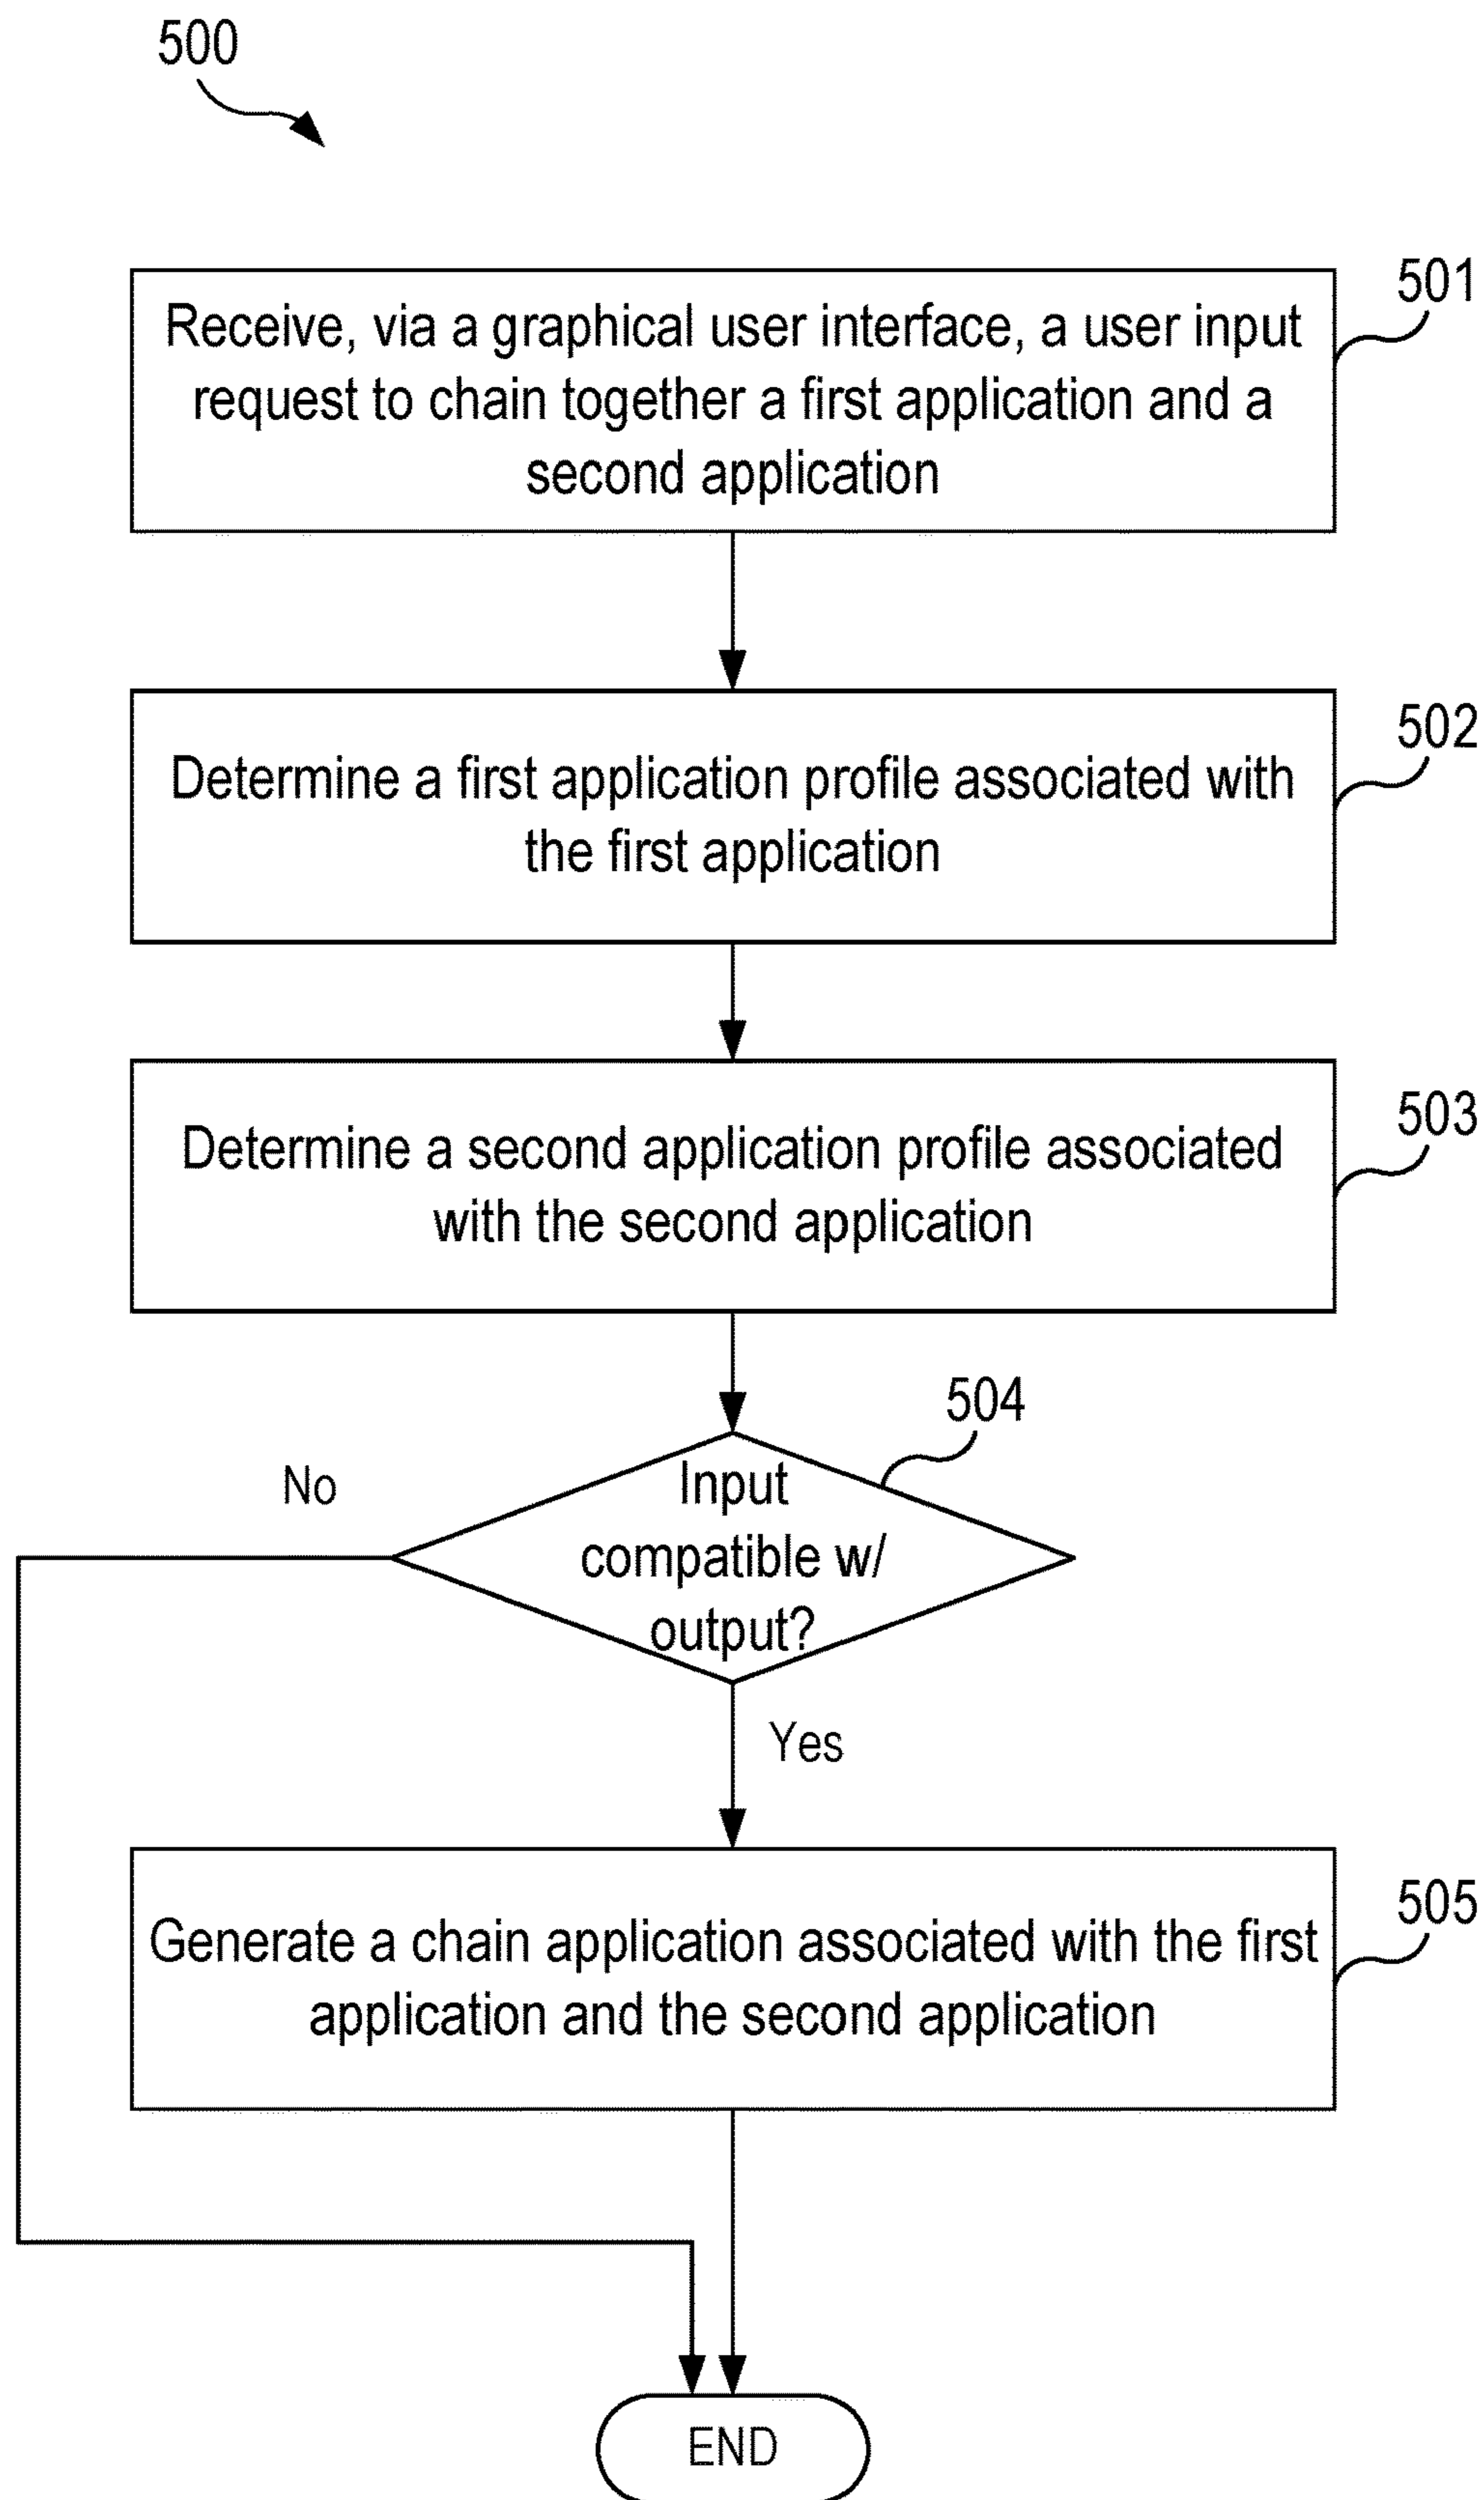 500
501
Receive, via a graphical user interface, a user input
request to chain together a first application and a
second application
502
Determine a first application profile associated with
the first application
503
Determine a second application profile associated
with the second application
504
No
Input
compatible w/
output?
Yes
505
Generate a chain application associated with the first
application and the second application
END